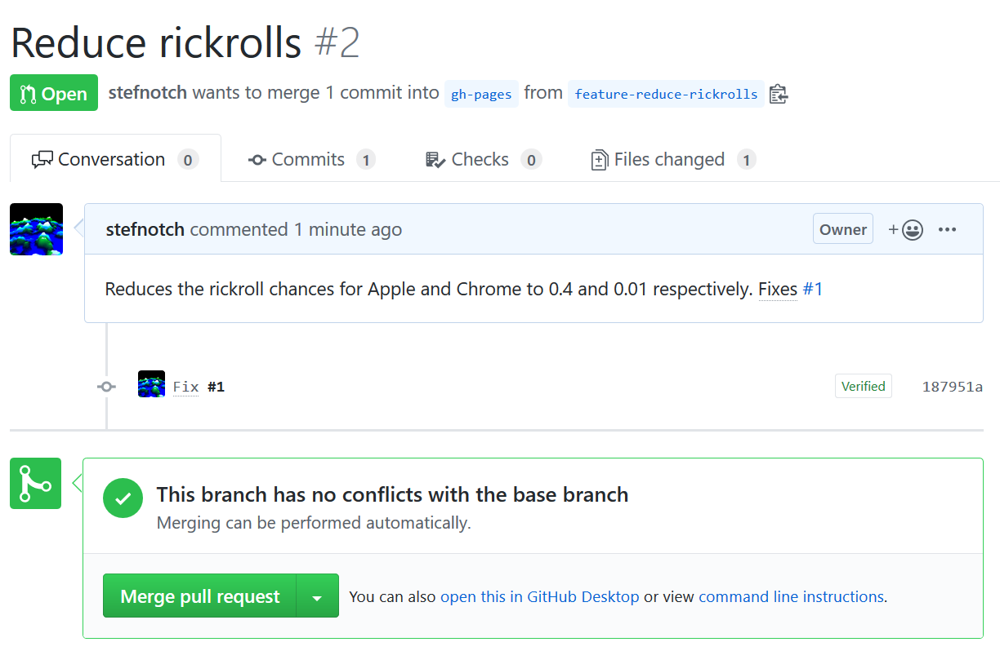 Reduce rickrolls #2
Open stefnotch wants to merge 1 commit into gh-pages from feature-reduce-rickrolls
Conversation 0 Commits 1 Checks 0 Files changed 1
stefnotch commented 1 minute ago Owner +
Reduces the rickroll chances for Apple and Chrome to 0.4 and 0.01 respectively. Fixes #1
Fix #1 Verified 187951a
This branch has no conflicts with the base branch
Merging can be performed automatically.
Merge pull request You can also open this in GitHub Desktop or view command line instructions.